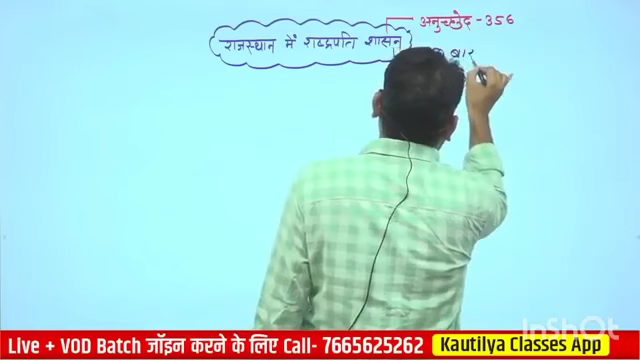 अनुच्छेद - 356
राजस्थान में राष्ट्रपति शासन
बार
Live + VOD Batch जॉइन करने के लिए Call- 7665625262
Kautilya Classes App
InShOt